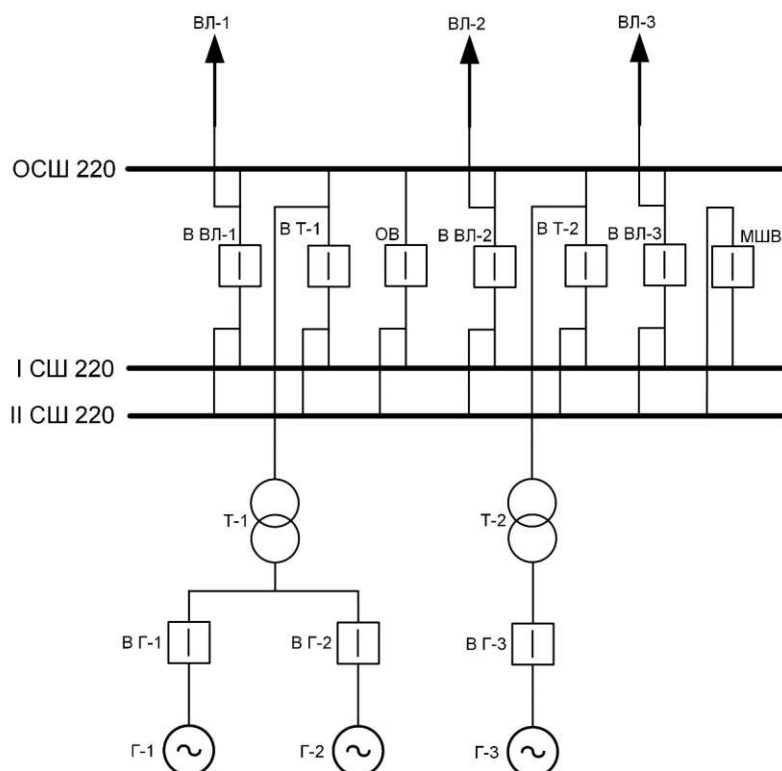 ВЛ-1
ВЛ-2
ВЛ-3
ОСШ 220
В ВЛ-1
В Т-1
ОВ
В ВЛ-2
В Т-2
В ВЛ-3
МШВ
I СШ 220
II СШ 220
Т-1
Т-2
В Г-1
В Г-2
В Г-3
Г-1
Г-2
Г-3